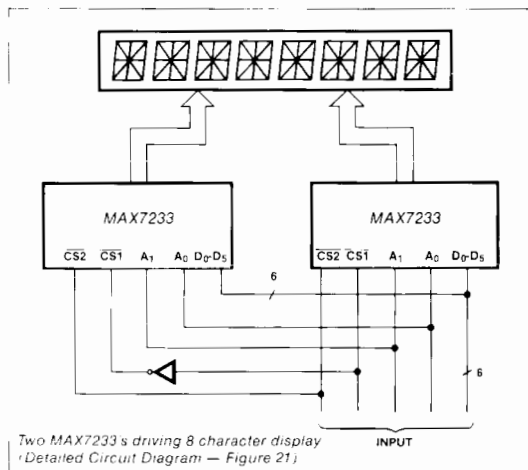 MAX7233
MAX7233
CS2 CS1 A1 A0 D0-D5
CS2 CS1 A1 A0 D0-D5
6
6
INPUT
Two MAX7233's driving 8 character display
(Detailed Circuit Diagram — Figure 21)